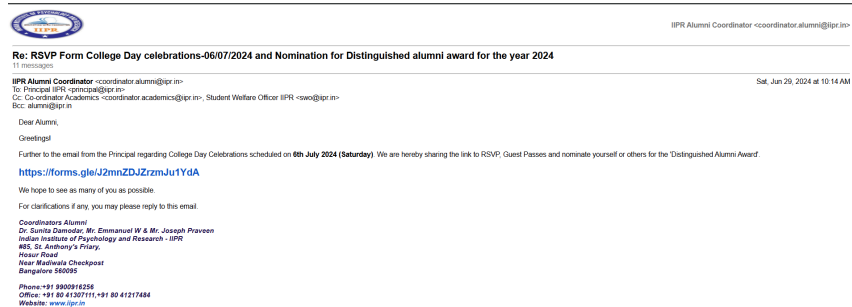 IIPR
IIPR Alumni Coordinator <coordinator.alumni@iipr.in>
Re: RSVP Form College Day celebrations-06/07/2024 and Nomination for Distinguished alumni award for the year 2024
11 messages
IIPR Alumni Coordinator <coordinator.alumni@iipr.in>
Sat, Jun 29, 2024 at 10:14 AM
To: Principal IIPR <principal@iipr.in>
Cc: Co-ordinator Academics <coordinator.academics@iipr.in>, Student Welfare Officer IIPR <swo@iipr.in>
Bcc: alumni@iipr.in
Dear Alumni,
Greetings!
Further to the email from the Principal regarding College Day Celebrations scheduled on 6th July 2024 (Saturday). We are hereby sharing the link to RSVP, Guest Passes and nominate yourself or others for the 'Distinguished Alumni Award'.
https://forms.gle/J2mnZDJZrzmJu1YdA
We hope to see as many of you as possible.
For clarifications if any, you may please reply to this email.
Coordinators Alumni
Dr. Sunita Damodar, Mr. Emmanuel W & Mr. Joseph Praveen
Indian Institute of Psychology and Research - IIPR
#85, St. Anthony's Friary,
Hosur Road
Near Madiwala Checkpost
Bangalore 560095
Phone:+91 9900916256
Office: +91 80 41307111,+91 80 41217484
Website: www.iipr.in